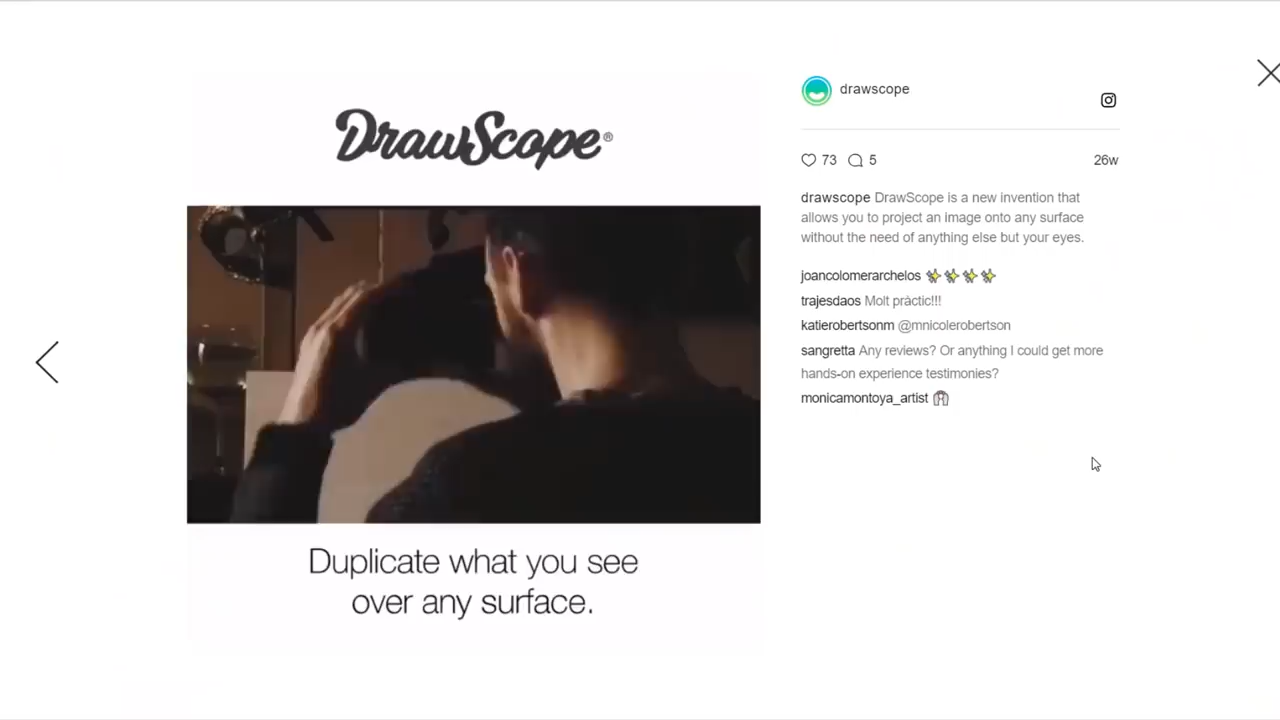 DrawScope®
Duplicate what you see
over any surface.
drawscope
73 5 26w
drawscope DrawScope is a new invention that
allows you to project an image onto any surface
without the need of anything else but your eyes.
joancolomerarchelos ✨✨✨✨
trajesdaos Molt pràctic!!!
katierobertsonm @mnicolerobertson
sangretta Any reviews? Or anything I could get more
hands-on experience testimonies?
monicamontoya_artist